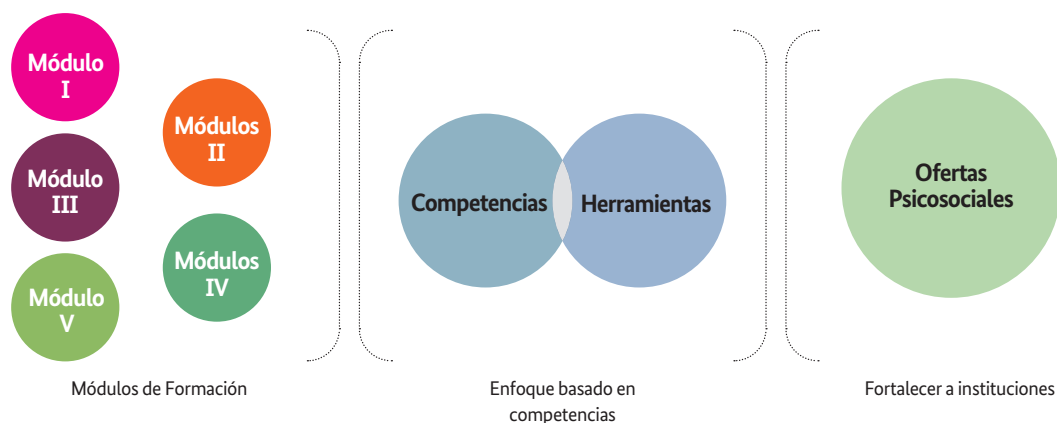 Módulo
I
Módulos
II
Módulo
III
Módulos
IV
Módulo
V
Módulos de Formación
Competencias
Herramientas
Enfoque basado en
competencias
Ofertas
Psicosociales
Fortalecer a instituciones